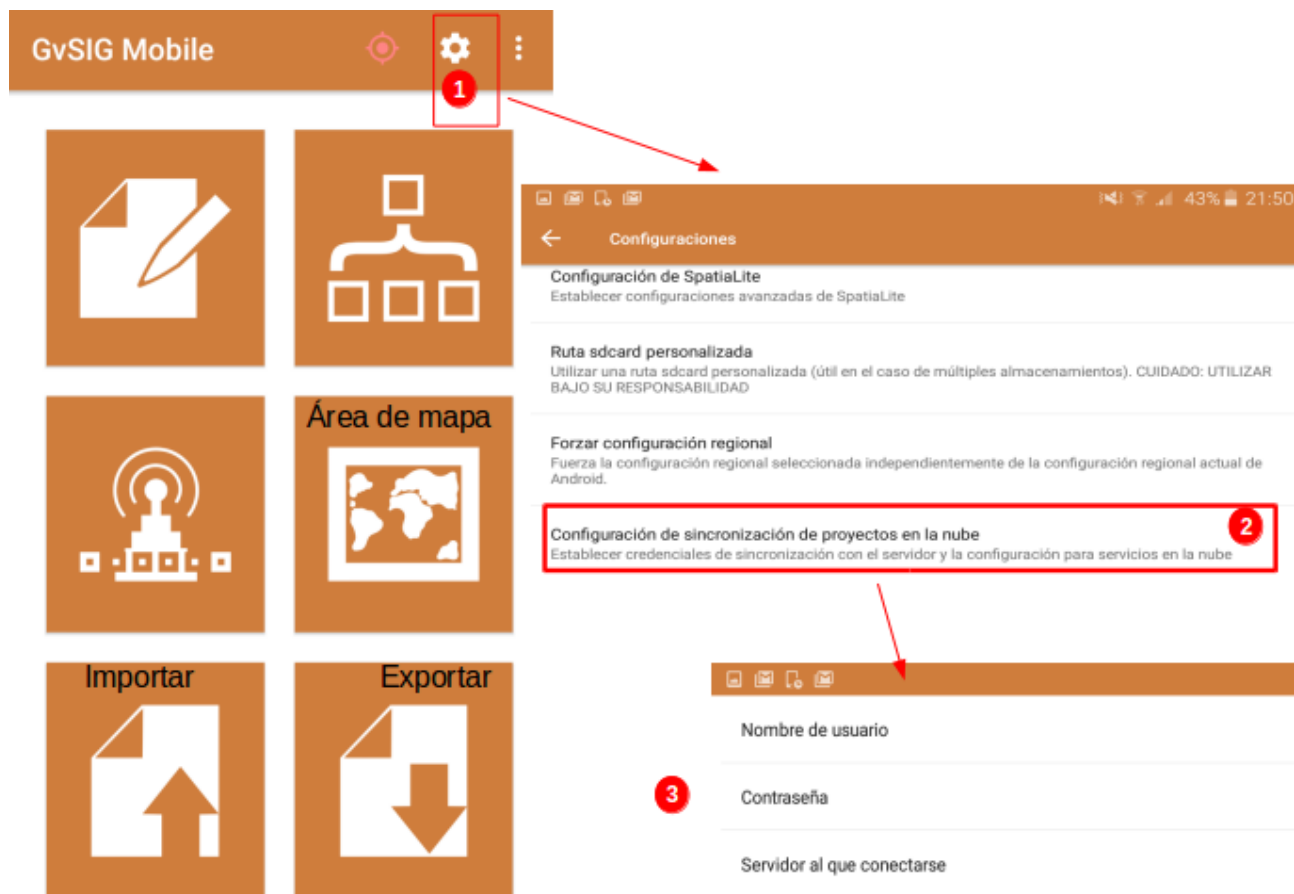 GvSIG Mobile
1
43% 21:50
Configuraciones
Configuración de SpatiaLite
Establecer configuraciones avanzadas de SpatiaLite
Ruta sdcard personalizada
Utilizar una ruta sdcard personalizada (útil en el caso de múltiples almacenamientos). CUIDADO: UTILIZAR
BAJO SU RESPONSABILIDAD
Área de mapa
Forzar configuración regional
Fuerza la configuración regional seleccionada independientemente de la configuración regional actual de
Android.
2
Configuración de sincronización de proyectos en la nube
Establecer credenciales de sincronización con el servidor y la configuración para servicios en la nube
Importar
Exportar
Nombre de usuario
3
Contraseña
Servidor al que conectarse